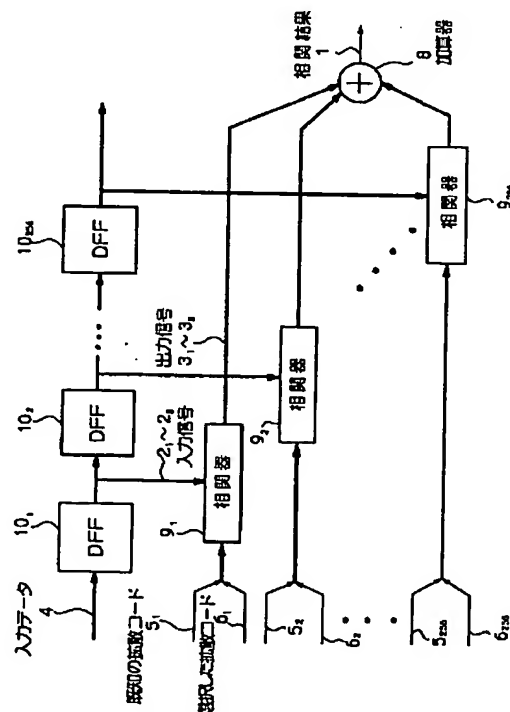 入力データ
4
10₁
DFF
10₂
DFF
10₂₅₆
DFF
2₁～2₈
入力信号
出力信号
3₁～3₈
既知の拡散コード
5₁
選択した拡散コード
6₁
9₁
相関器
5₂
6₂
9₂
相関器
5₂₅₆
6₂₅₆
相関器
9₂₅₆
相関結果
1
8
加算器